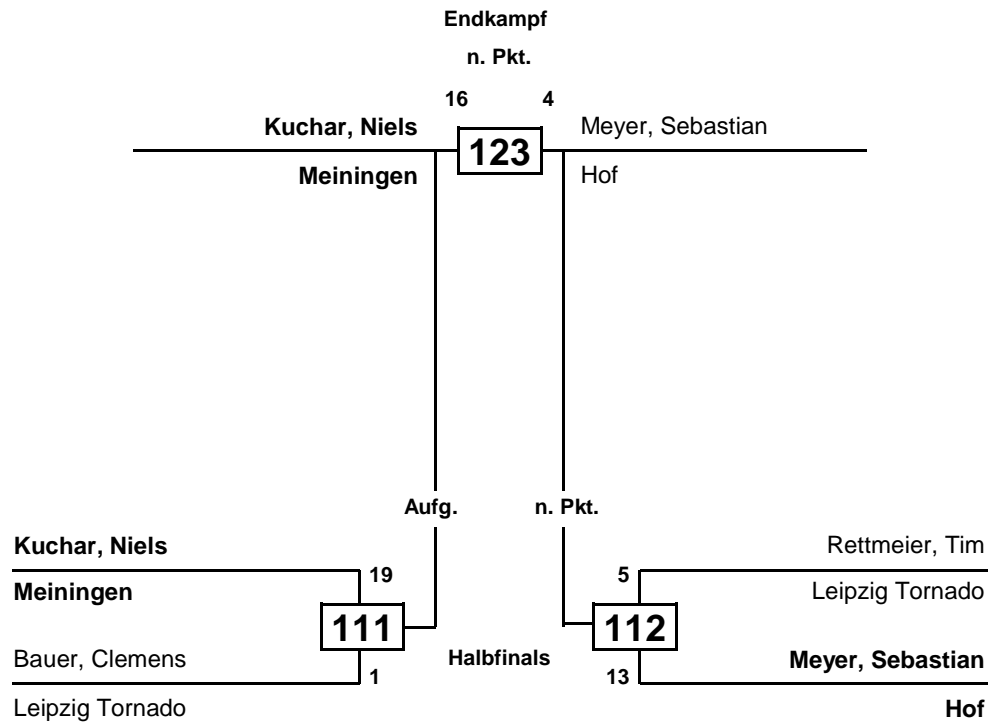 Endkampf
n. Pkt.
16 4
Kuchar, Niels 123 Meyer, Sebastian
Meiningen Hof
Aufg. n. Pkt.
Kuchar, Niels Rettmeier, Tim
19 5
Meiningen Leipzig Tornado
111 112
Bauer, Clemens Halbfinals Meyer, Sebastian
1 13
Leipzig Tornado Hof